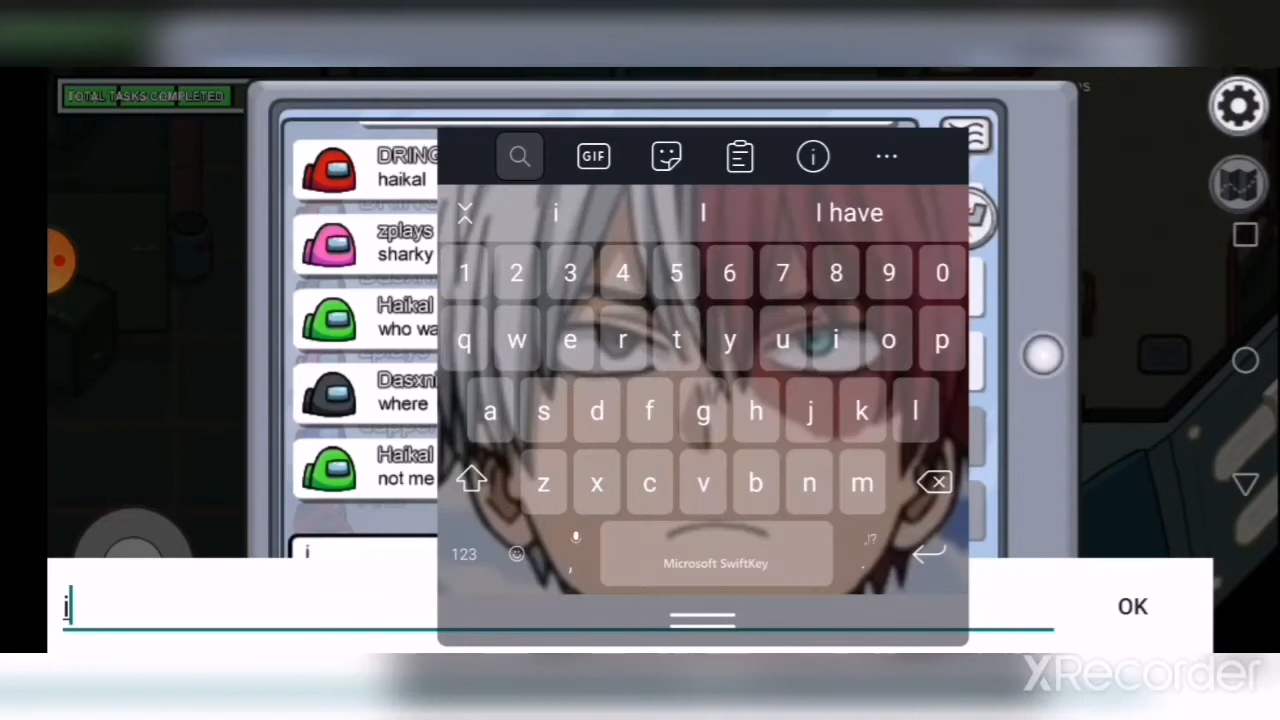 TOTAL TASKS COMPLETED
DRING
haikal
zplays
sharky
Haikal
who wa
Dasxni
where
Haikal
not me
i
GIF
i I I have
1 2 3 4 5 6 7 8 9 0
q w e r t y u i o p
a s d f g h j k l
z x c v b n m
123 , Microsoft SwiftKey ,!? .
i
OK
XRecorder